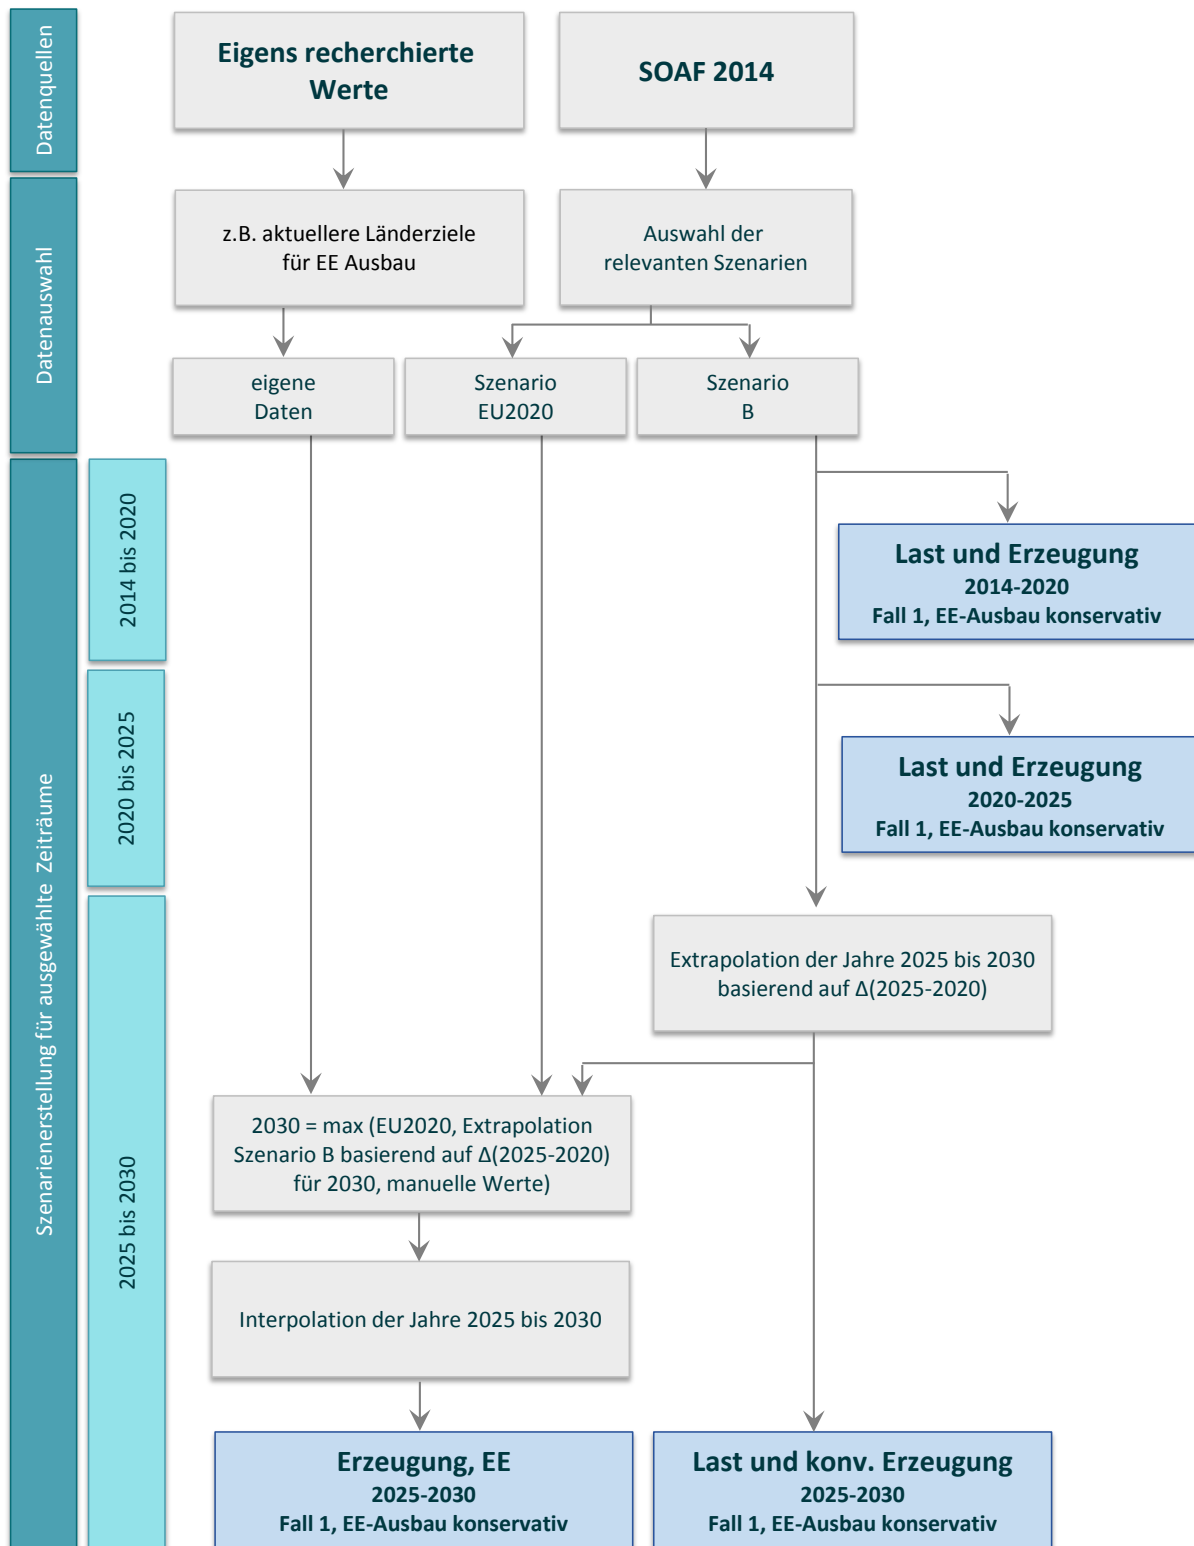 Datenquellen
Eigens recherchierte
Werte
SOAF 2014
Datenauswahl
z.B. aktuellere Länderziele
für EE Ausbau
Auswahl der
relevanten Szenarien
eigene
Daten
Szenario
EU2020
Szenario
B
Szenarienerstellung für ausgewählte Zeiträume
2014 bis 2020
Last und Erzeugung
2014-2020
Fall 1, EE-Ausbau konservativ
2020 bis 2025
Last und Erzeugung
2020-2025
Fall 1, EE-Ausbau konservativ
2025 bis 2030
Extrapolation der Jahre 2025 bis 2030
basierend auf Δ(2025-2020)
2030 = max (EU2020, Extrapolation
Szenario B basierend auf Δ(2025-2020)
für 2030, manuelle Werte)
Interpolation der Jahre 2025 bis 2030
Erzeugung, EE
2025-2030
Fall 1, EE-Ausbau konservativ
Last und konv. Erzeugung
2025-2030
Fall 1, EE-Ausbau konservativ